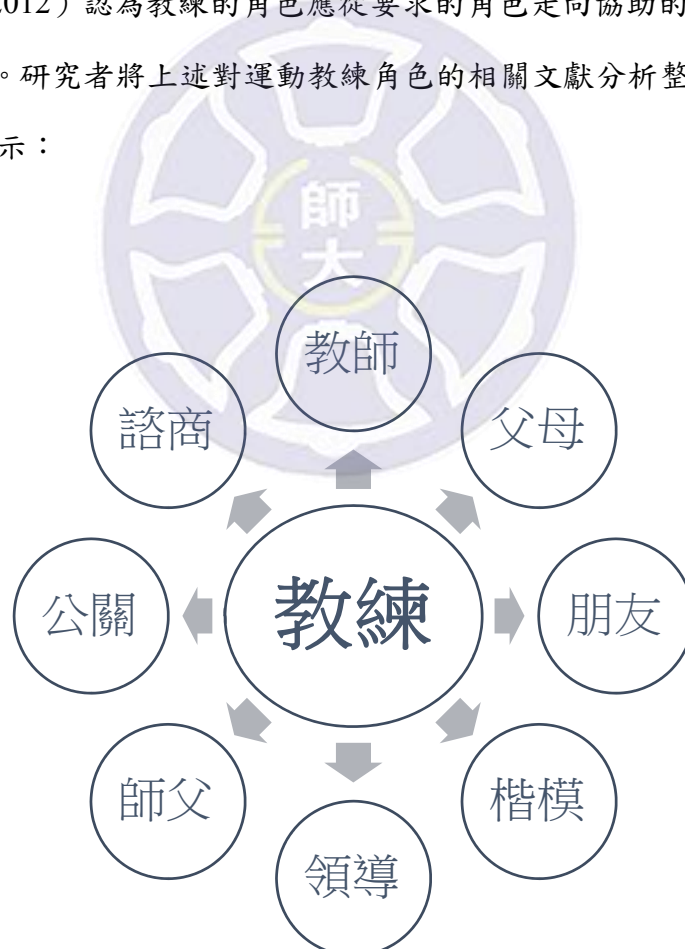 2012）認為教練的角色應從要求的角色走向協助的
。研究者將上述對運動教練角色的相關文獻分析整
示：
師
大
教師
諮商
父母
教練
公關
朋友
師父
楷模
領導